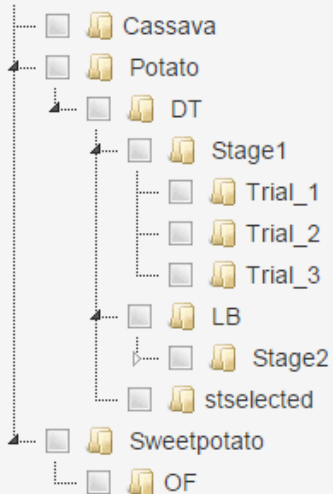 Cassava
Potato
DT
Stage1
Trial_1
Trial_2
Trial_3
LB
Stage2
stselected
Sweetpotato
OF